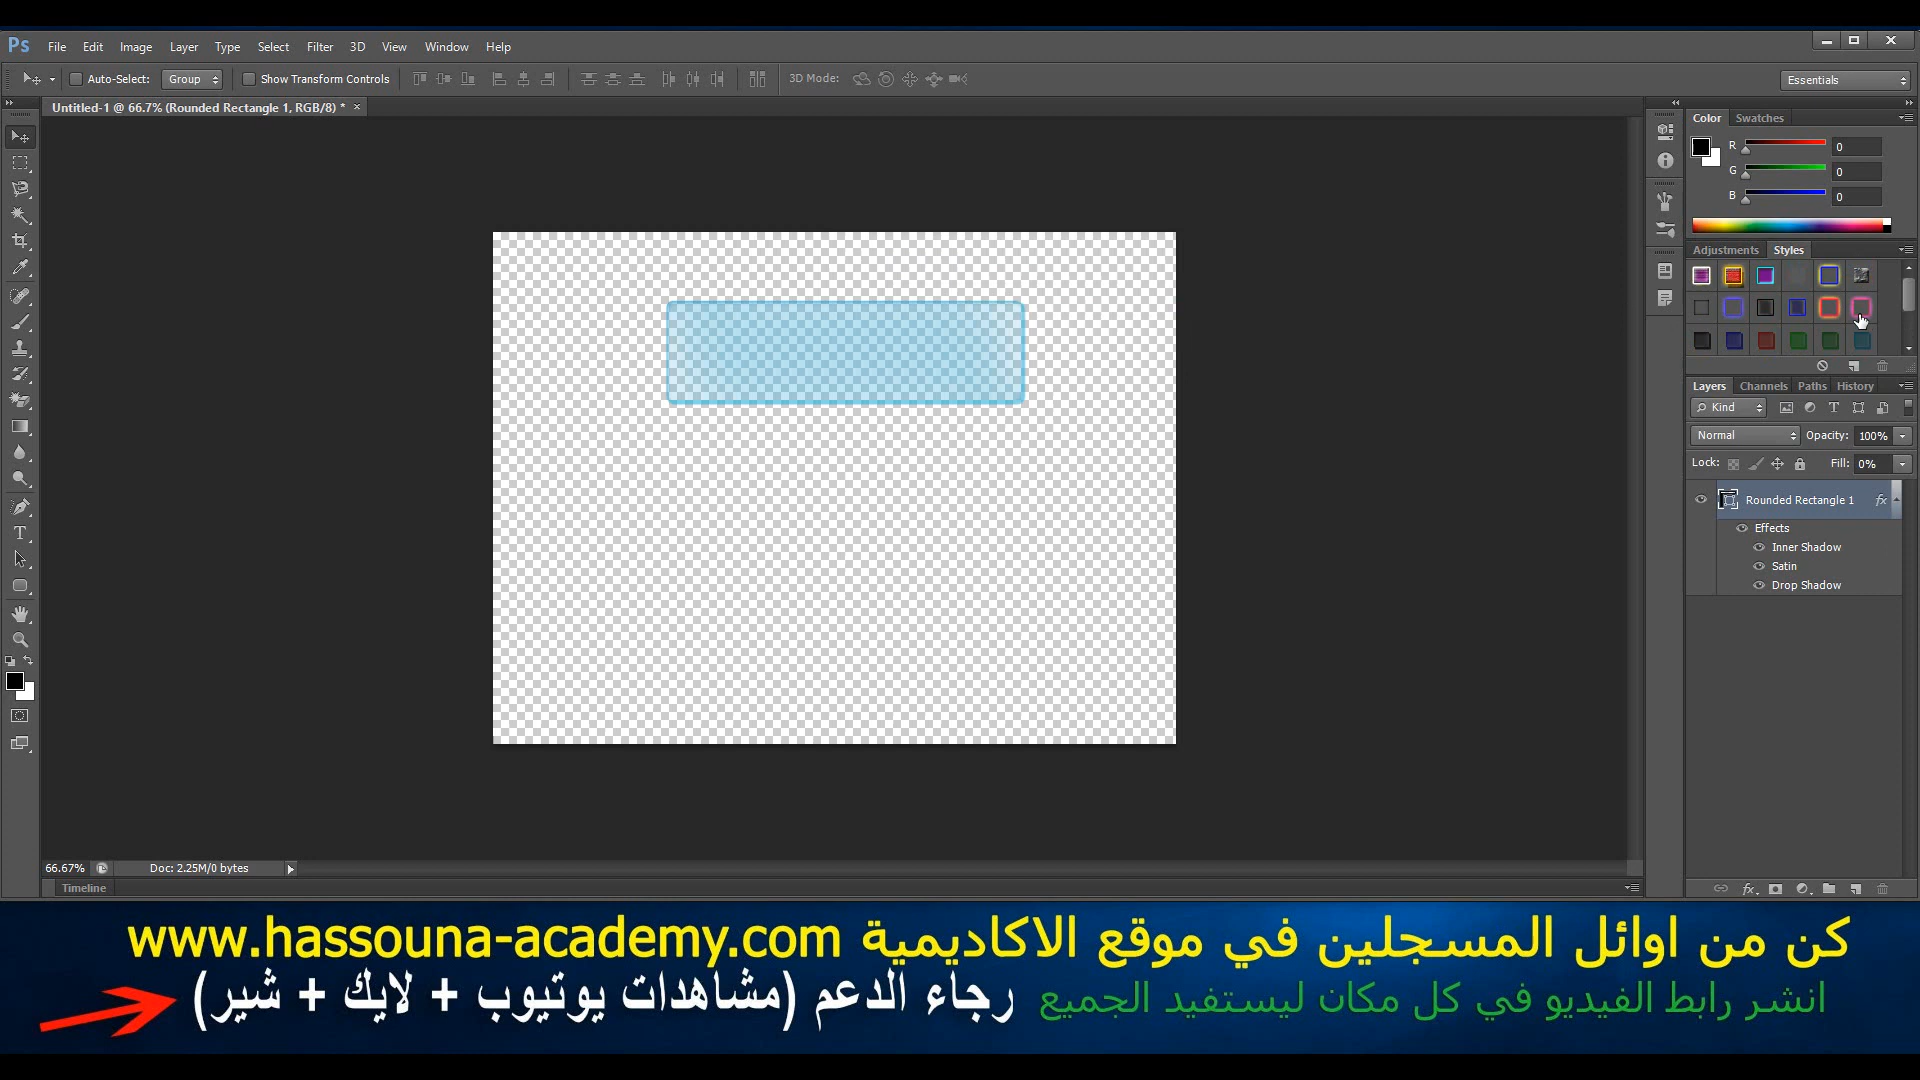 Ps File Edit Image Layer Type Select Filter 3D View Window Help
Auto-Select: Group Show Transform Controls 3D Mode: Essentials
Untitled-1 @ 66.7% (Rounded Rectangle 1, RGB/8) * ×
Color Swatches
R 0
G 0
B 0
Adjustments Styles
Layers Channels Paths History
Kind
Normal Opacity: 100%
Lock: Fill: 0%
Rounded Rectangle 1 fx
Effects
Inner Shadow
Satin
Drop Shadow
66.67% Doc: 2.25M/0 bytes
Timeline
كن من اوائل المسجلين في موقع الاكاديمية www.hassouna-academy.com
انشر رابط الفيديو في كل مكان ليستفيد الجميع رجاء الدعم (مشاهدات يوتيوب + لايك + شير)